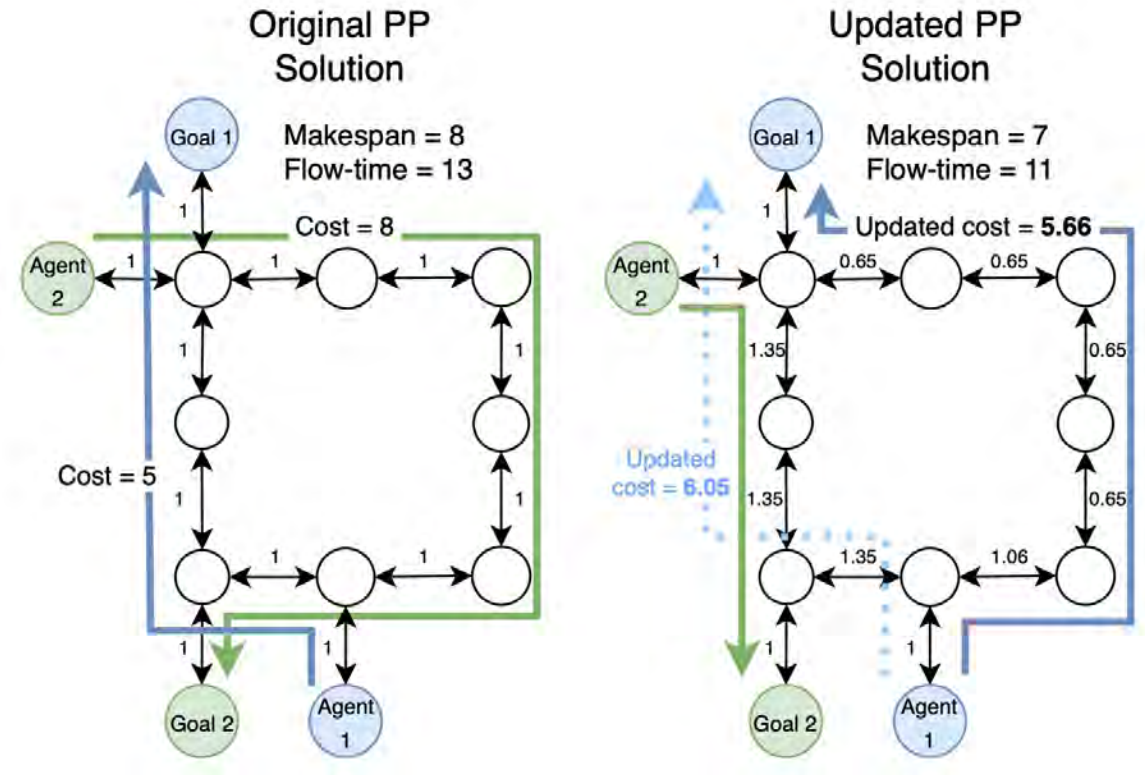 Original PP
Solution
Goal 1
Makespan = 8
Flow-time = 13
1
Cost = 8
Agent
2
1
1
1
1
1
Cost = 5
1
1
1
1
1
1
Goal 2
Agent
1
Updated PP
Solution
Goal 1
Makespan = 7
Flow-time = 11
1
Updated cost = 5.66
Agent
2
1
0.65
0.65
1.35
0.65
Updated
cost = 6.05
1.35
0.65
1.35
1.06
1
1
Goal 2
Agent
1